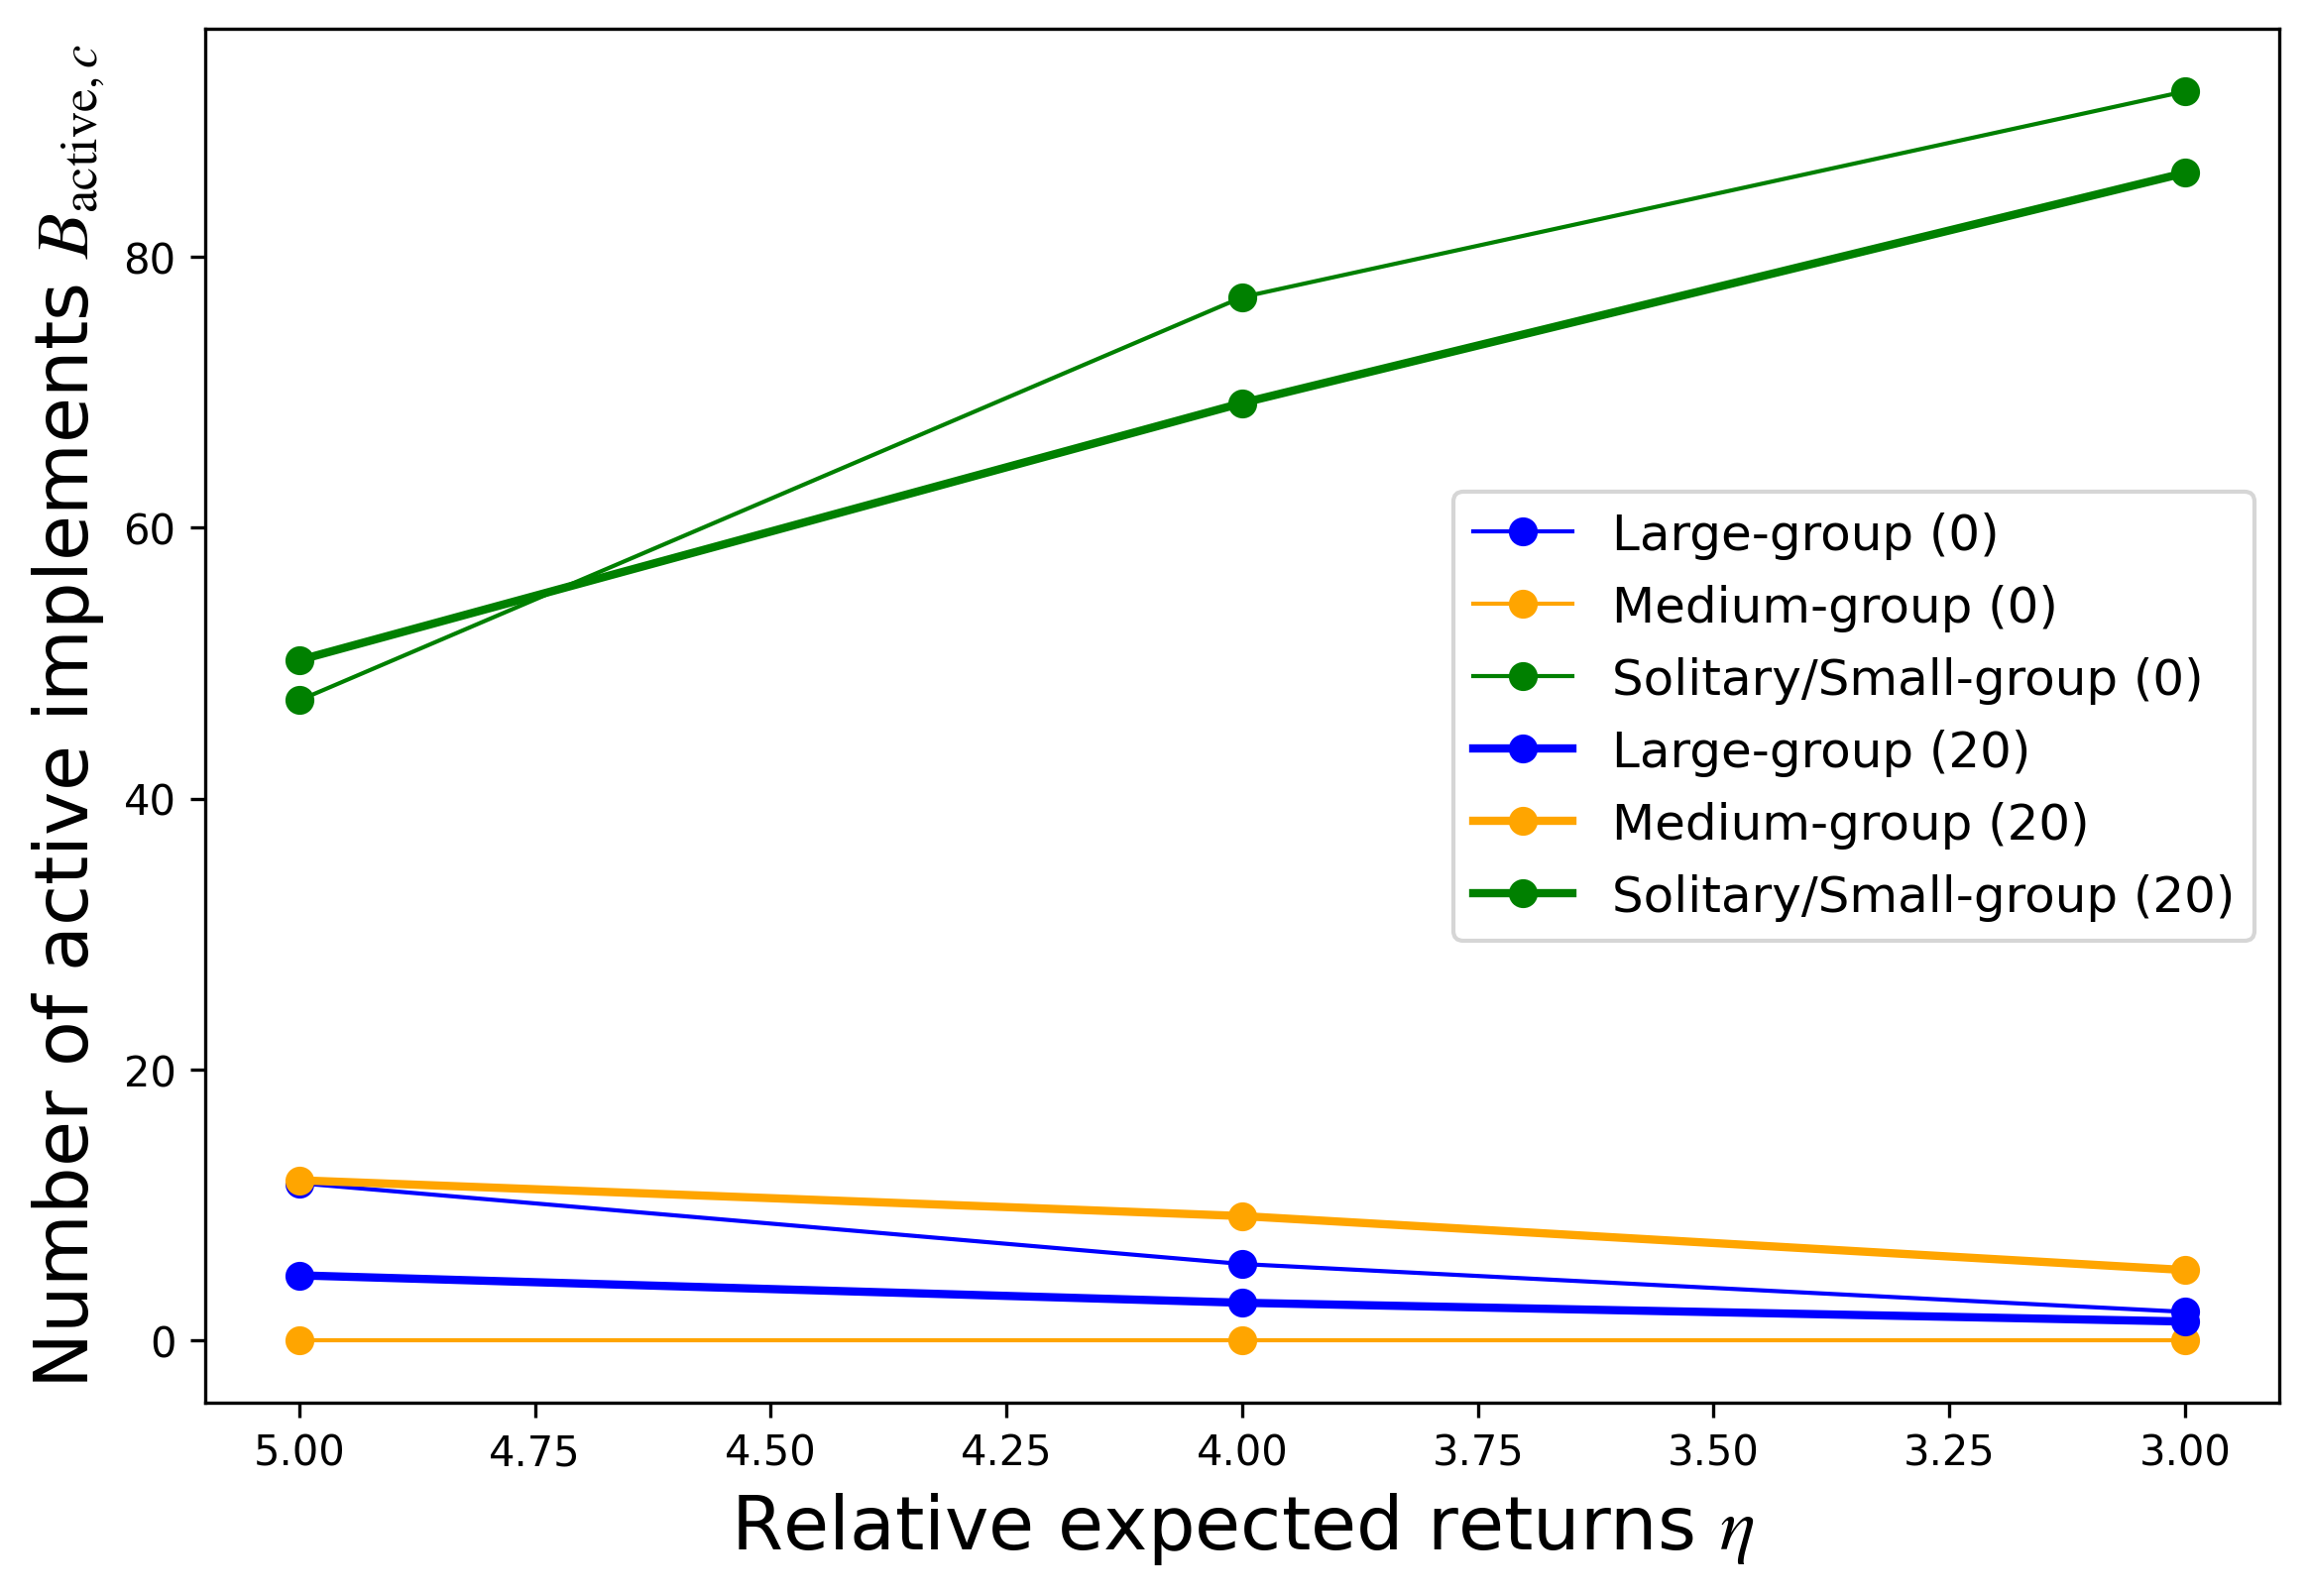 Number of active implements B_active, c
80
60
40
20
0
Large-group (0)
Medium-group (0)
Solitary/Small-group (0)
Large-group (20)
Medium-group (20)
Solitary/Small-group (20)
5.00 4.75 4.50 4.25 4.00 3.75 3.50 3.25 3.00
Relative expected returns η